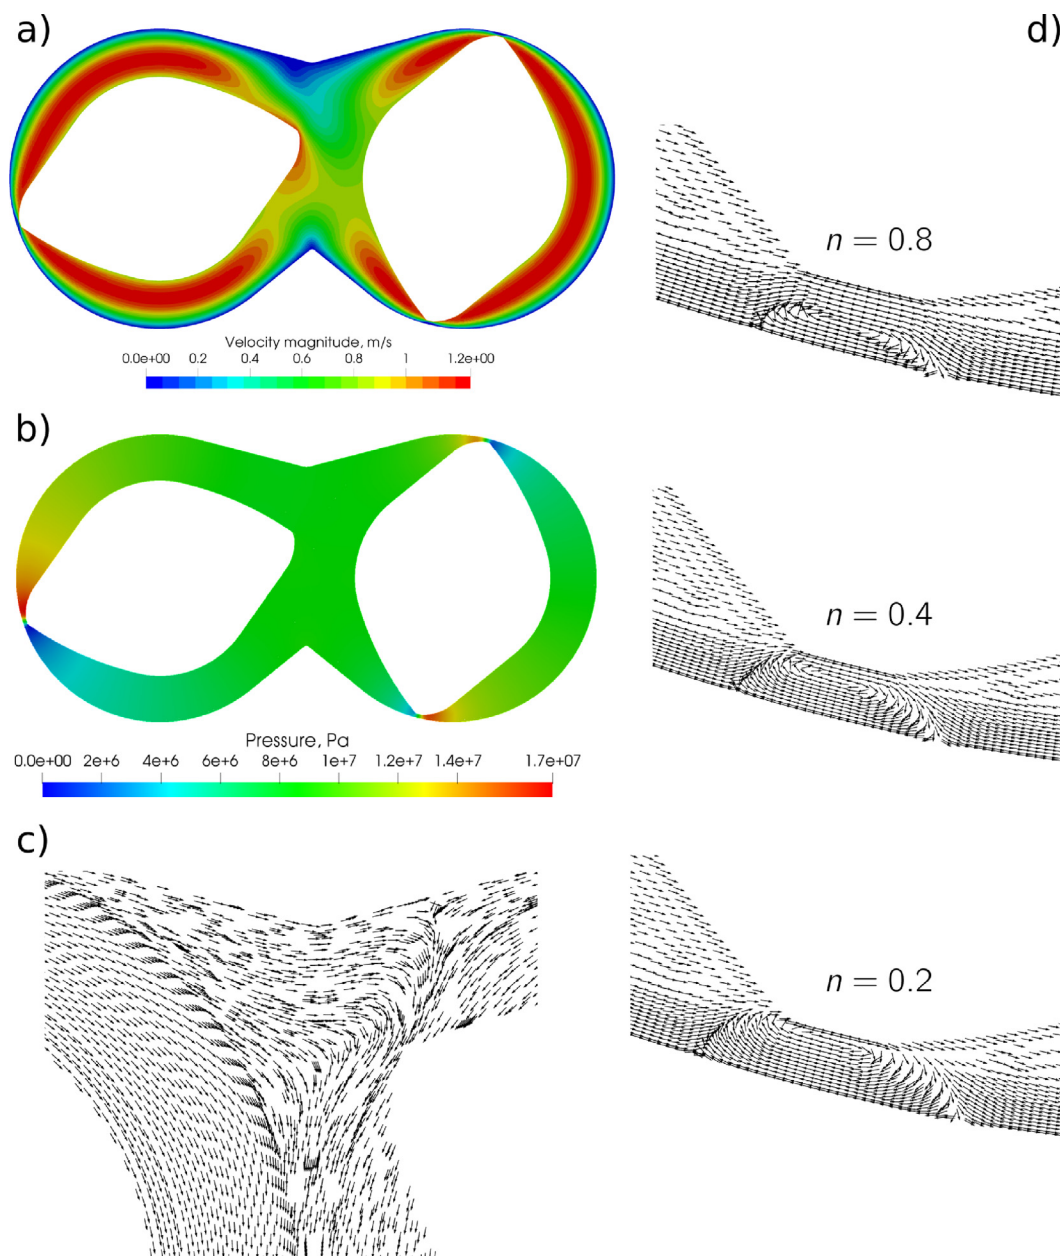 a)
Velocity magnitude, m/s
0.0e+00 0.2 0.4 0.6 0.8 1 1.2e+00
b)
Pressure, Pa
0.0e+00 2e+6 4e+6 6e+6 8e+6 1e+7 1.2e+7 1.4e+7 1.7e+07
c)
d)
n = 0.8
n = 0.4
n = 0.2